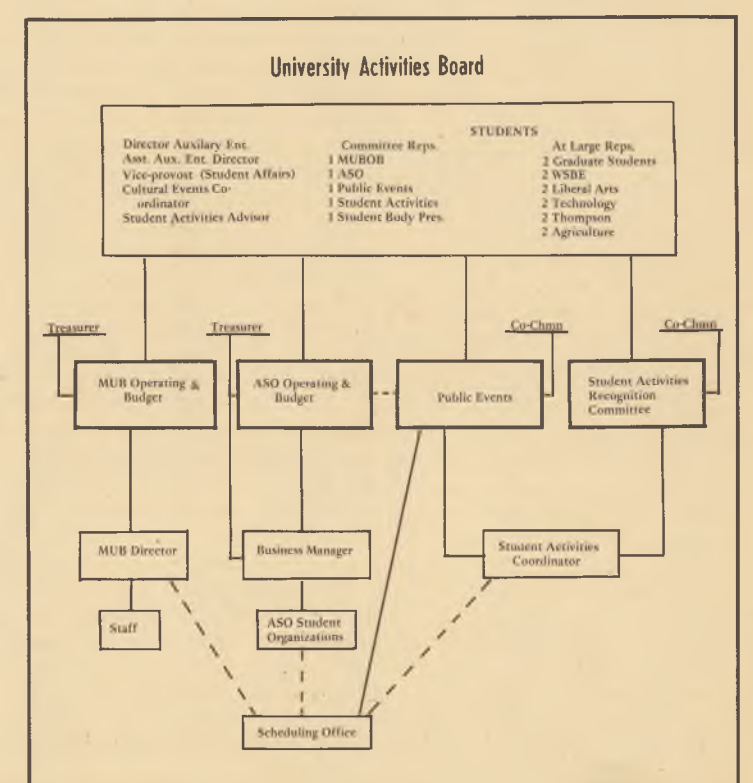 University Activities Board
STUDENTS
Director Auxilary Ent.
Asst. Aux. Ent. Director
Vice-provost (Student Affairs)
Cultural Events Co-
ordinator
Student Activities Advisor
Committee Reps.
1 MUBOB
1 ASO
1 Public Events
1 Student Activities
1 Student Body Pres.
At Large Reps.
2 Graduate Students
2 WSBE
2 Liberal Arts
2 Technology
2 Thompson
2 Agriculture
Treasurer
Treasurer
Co-Chmn
Co-Chmn
MUB Operating &
Budget
ASO Operating &
Budget
Public Events
Student Activities
Recognition
Committee
MUB Director
Business Manager
Student Activities
Coordinator
Staff
ASO Student
Organizations
Scheduling Office